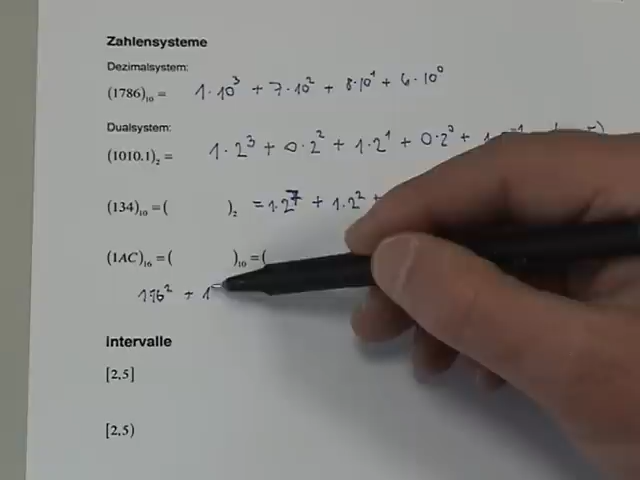 Zahlensysteme
Dezimalsystem:
(1786)₁₀ = 1·10³ + 7·10² + 8·10¹ + 6·10⁰
Dualsystem:
(1010.1)₂ = 1·2³ + 0·2² + 1·2¹ + 0·2⁰ +
(134)₁₀ = ( )₂ = 1·2⁷ + 1·2² +
(1AC)₁₆ = ( )₁₀ = (
1·16² + 1
Intervalle
[2,5]
[2,5)